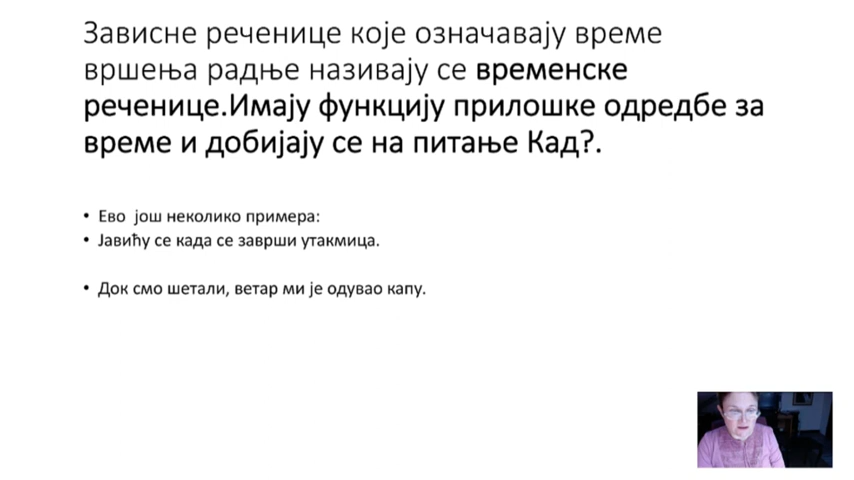 Зависне реченице које означавају време
вршења радње називају се временске
реченице.Имају функцију прилошке одредбе за
време и добијају се на питање Кад?.
• Ево још неколико примера:
• Јавићу се када се заврши утакмица.
• Док смо шетали, ветар ми је одувао капу.